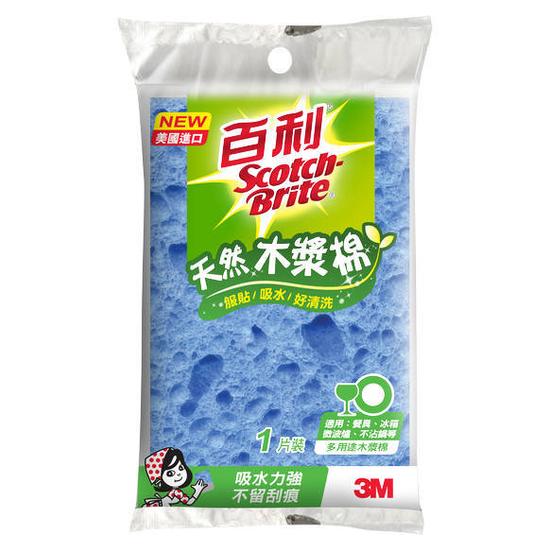 NEW
美國進口
百利
Scotch-
Brite
天然木漿棉
服貼/吸水/好清洗
適用：餐具、冰箱
微波爐、不沾鍋等
多用途木漿棉
1片裝
吸水力強
不留刮痕
3M